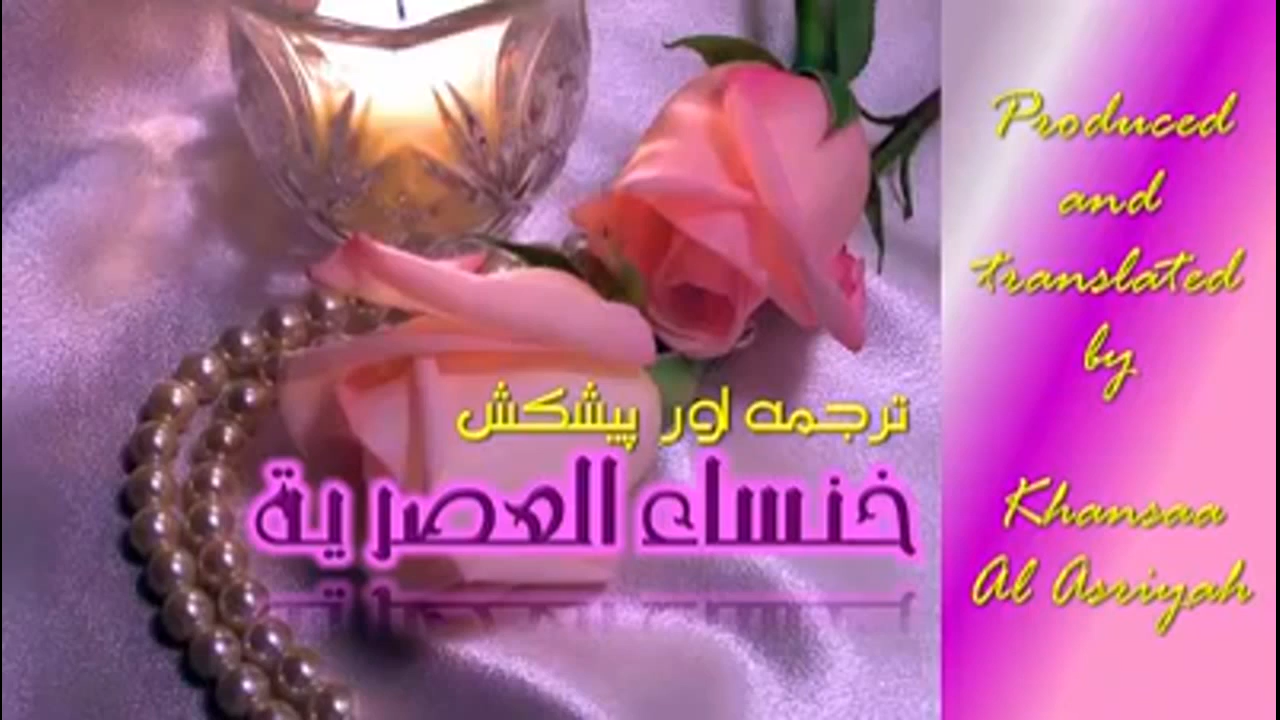 ترجمہ اور پیشکش
خنساء العصرية
Produced
and
translated
by
Khansaa
Al Asriyah